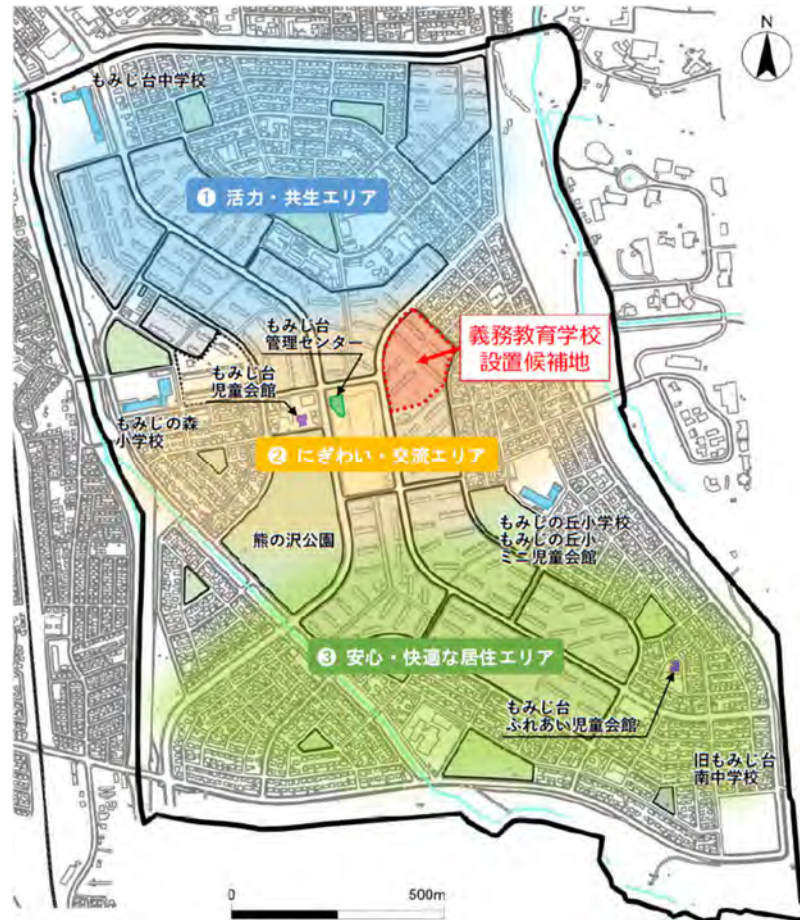 N
もみじ台中学校
❶ 活力・共生エリア
もみじ台
管理センター
義務教育学校
設置候補地
もみじ台
児童会館
もみじの森
小学校
❷ にぎわい・交流エリア
もみじの丘小学校
もみじの丘小
ミニ児童会館
熊の沢公園
❸ 安心・快適な居住エリア
もみじ台
ふれあい児童会館
旧もみじ台
南中学校
0
500m